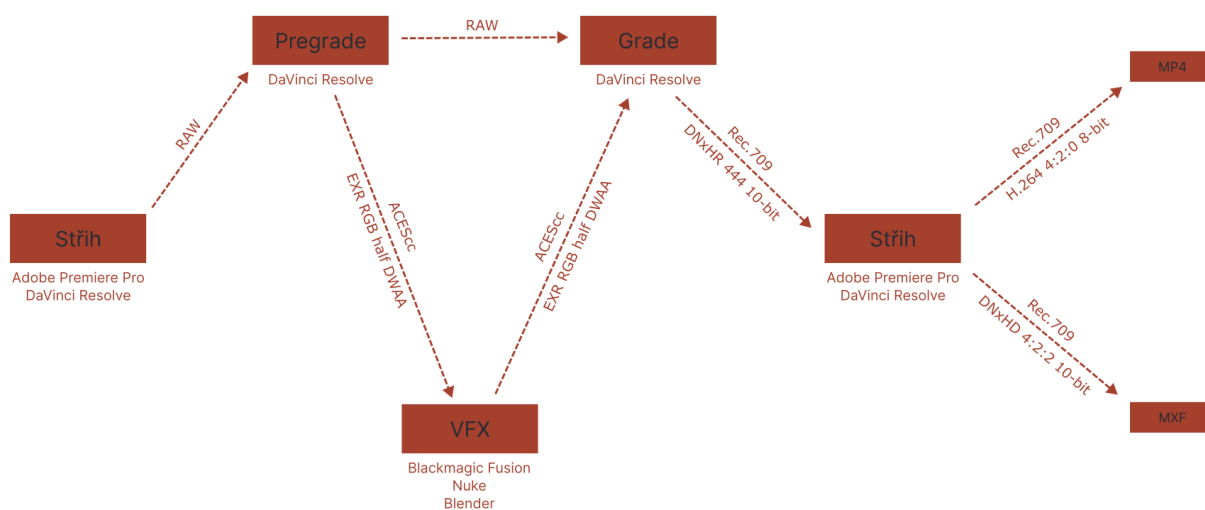 Střih
Adobe Premiere Pro
DaVinci Resolve
RAW
Pregrade
DaVinci Resolve
RAW
ACEScc
EXR RGB half DWAA
VFX
Blackmagic Fusion
Nuke
Blender
ACEScc
EXR RGB half DWAA
Grade
DaVinci Resolve
Rec.709
DNxHR 444 10-bit
Střih
Adobe Premiere Pro
DaVinci Resolve
Rec.709
H.264 4:2:0 8-bit
MP4
Rec.709
DNxHD 4:2:2 10-bit
MXF